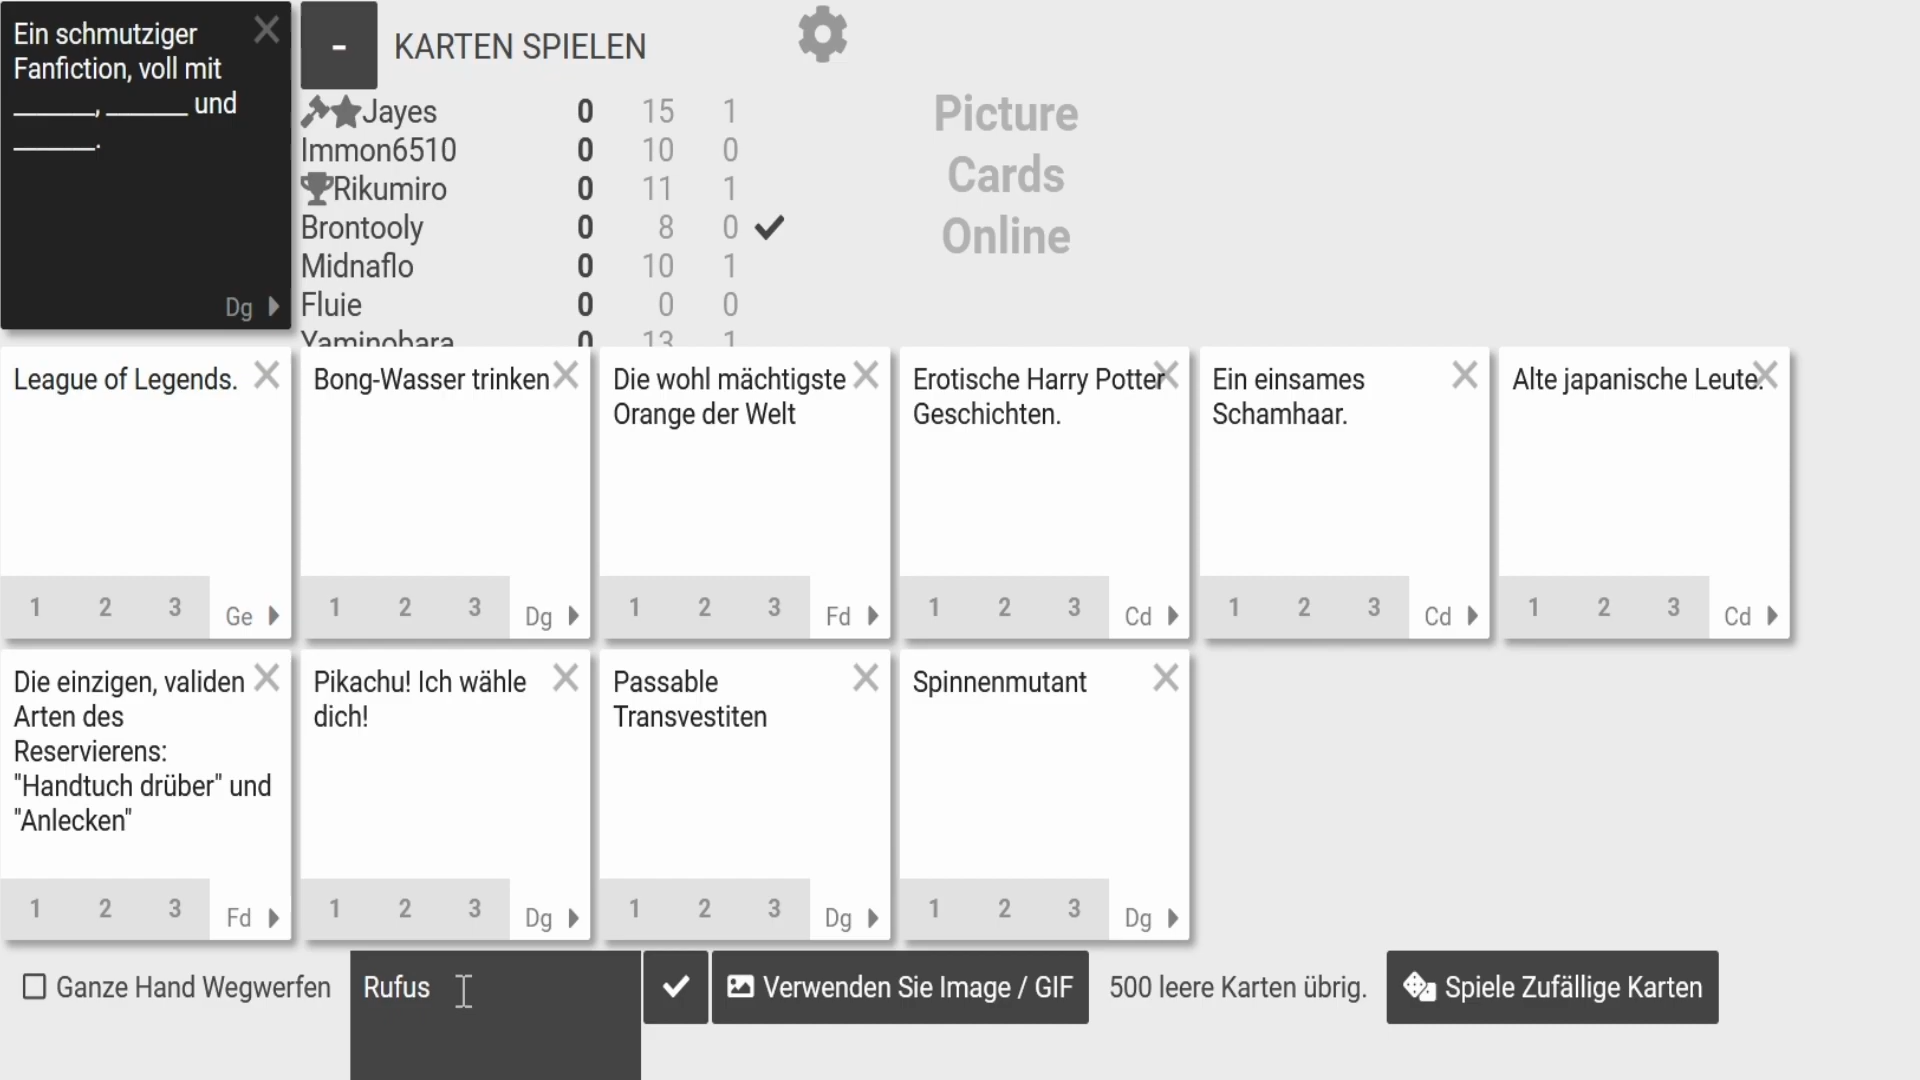 Ein schmutziger
Fanfiction, voll mit
______, ______ und
______.
Dg
-
KARTEN SPIELEN
Jayes 0 15 1
Immon6510 0 10 0
Rikumiro 0 11 1
Brontooly 0 8 0
Midnaflo 0 10 1
Fluie 0 0 0
Yaminobara 0 13 1
Picture
Cards
Online
League of Legends.
1 2 3 Ge
Bong-Wasser trinken
1 2 3 Dg
Die wohl mächtigste
Orange der Welt
1 2 3 Fd
Erotische Harry Potter
Geschichten.
1 2 3 Cd
Ein einsames
Schamhaar.
1 2 3 Cd
Alte japanische Leute.
1 2 3 Cd
Die einzigen, validen
Arten des
Reservierens:
"Handtuch drüber" und
"Anlecken"
1 2 3 Fd
Pikachu! Ich wähle
dich!
1 2 3 Dg
Passable
Transvestiten
1 2 3 Dg
Spinnenmutant
1 2 3 Dg
Ganze Hand Wegwerfen
Rufus
Verwenden Sie Image / GIF
500 leere Karten übrig.
Spiele Zufällige Karten